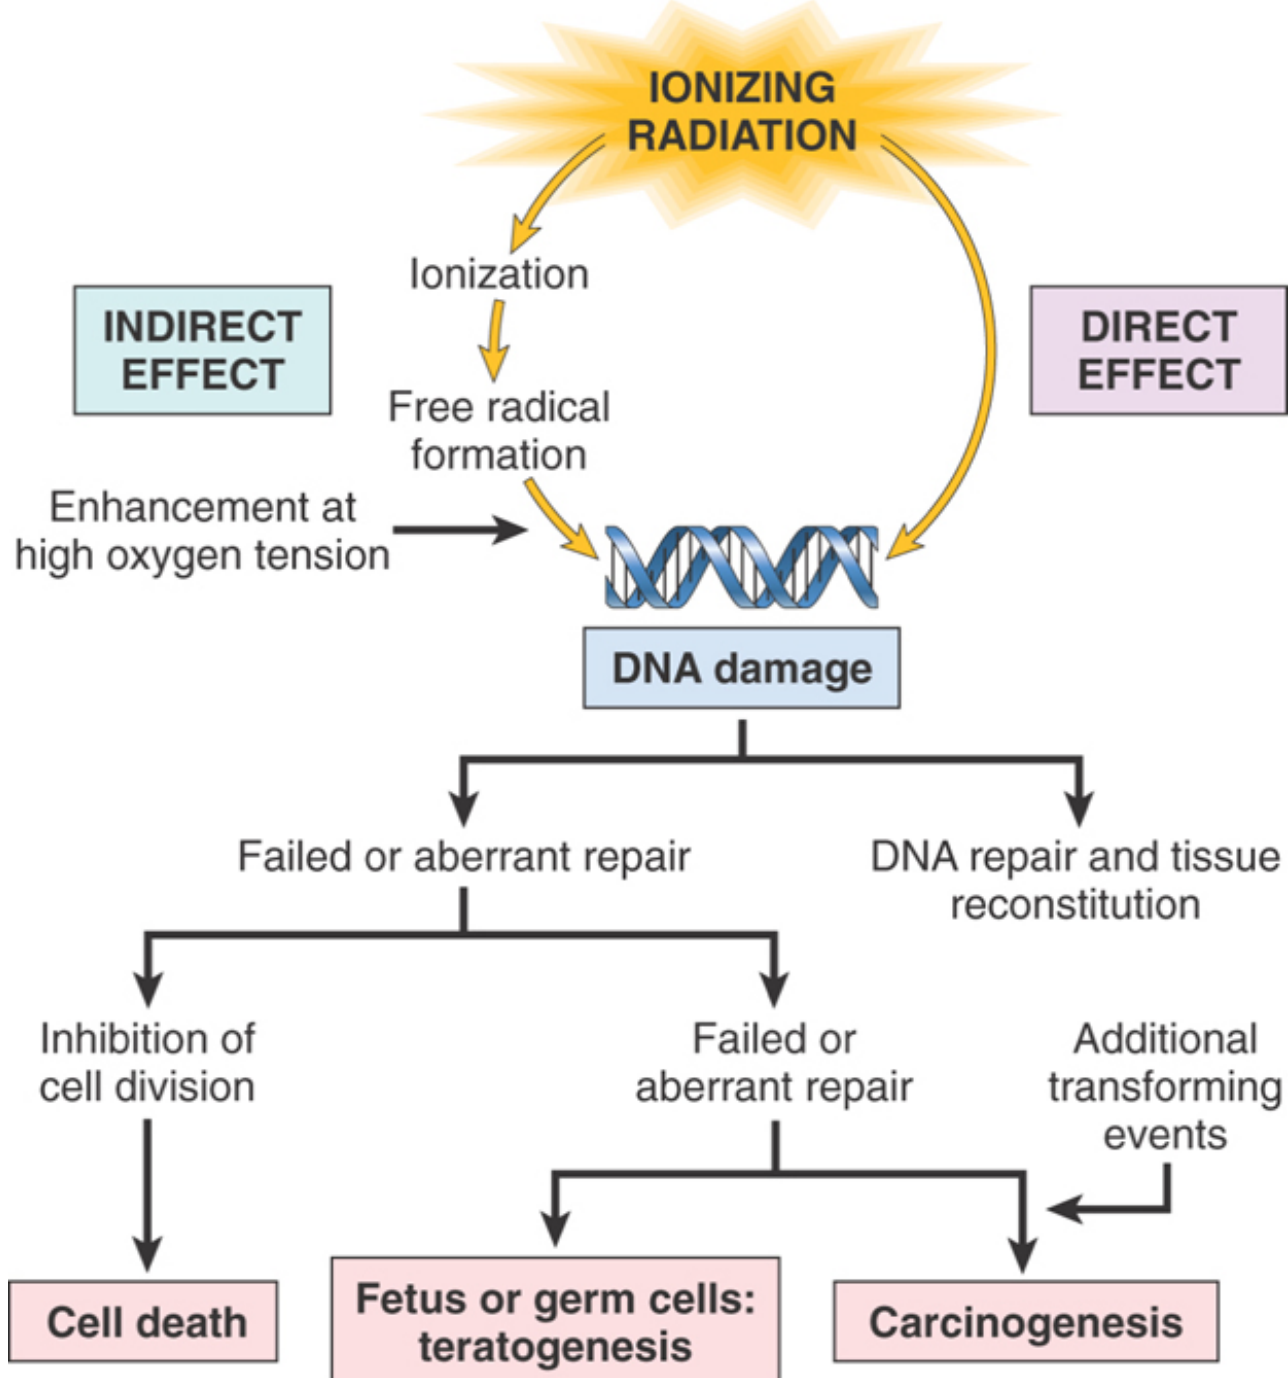 IONIZING
RADIATION
Ionization
INDIRECT
EFFECT
DIRECT
EFFECT
Free radical
formation
Enhancement at
high oxygen tension
DNA damage
Failed or aberrant repair
DNA repair and tissue
reconstitution
Inhibition of
cell division
Failed or
aberrant repair
Additional
transforming
events
Cell death
Fetus or germ cells:
teratogenesis
Carcinogenesis